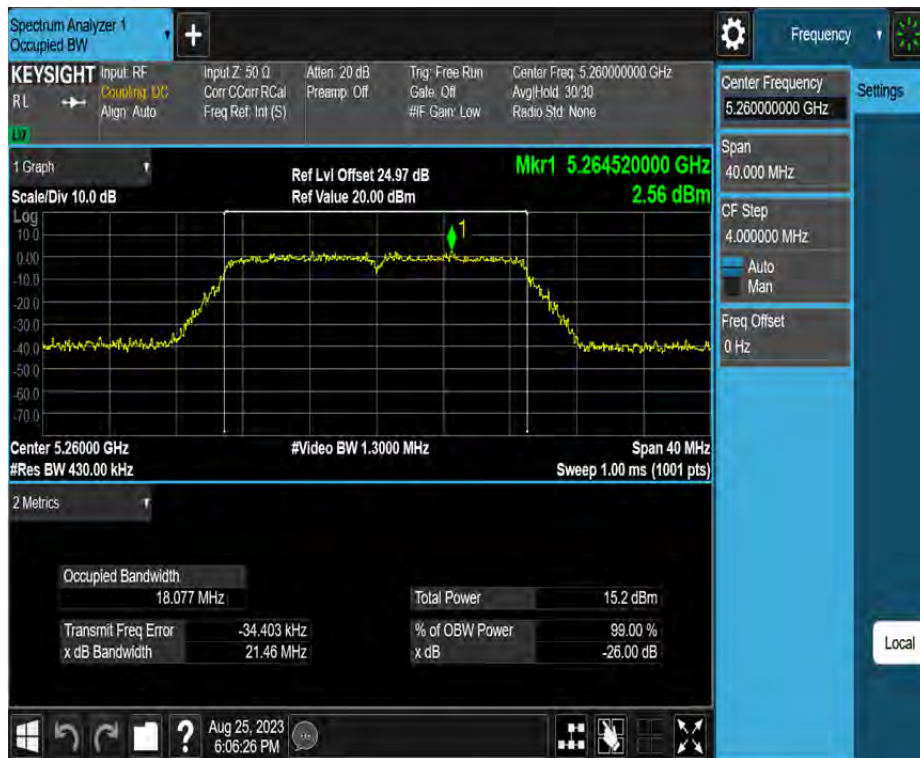 Spectrum Analyzer 1
Occupied BW
Frequency
KEYSIGHT
RL
Input: RF
Coupling: DC
Align: Auto
Input Z: 50 Ω
Corr CCorr RCal
Freq Ref: Int (S)
Atten: 20 dB
Preamp: Off
Trig: Free Run
Gate: Off
#IF Gain: Low
Center Freq: 5.260000000 GHz
Avg|Hold: 30/30
Radio Std: None
Center Frequency
5.260000000 GHz
Settings
Span
40.000 MHz
CF Step
4.000000 MHz
Auto
Man
Freq Offset
0 Hz
1 Graph
Scale/Div 10.0 dB
Ref Lvl Offset 24.97 dB
Ref Value 20.00 dBm
Mkr1 5.264520000 GHz
2.56 dBm
Log
10.0
0.00
-10.0
-20.0
-30.0
-40.0
-50.0
-60.0
-70.0
1
Center 5.26000 GHz
#Res BW 430.00 kHz
#Video BW 1.3000 MHz
Span 40 MHz
Sweep 1.00 ms (1001 pts)
2 Metrics
Occupied Bandwidth
18.077 MHz
Transmit Freq Error -34.403 kHz
x dB Bandwidth 21.46 MHz
Total Power 15.2 dBm
% of OBW Power 99.00 %
x dB -26.00 dB
Local
?
Aug 25, 2023
6:06:26 PM